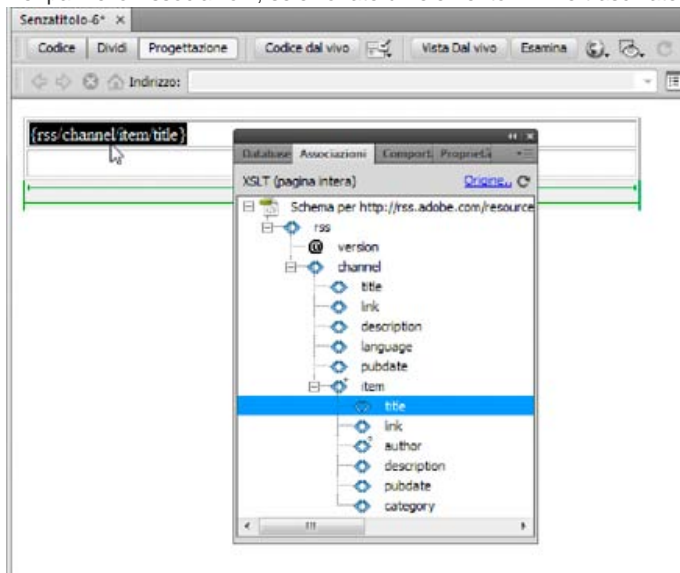 Senzatitolo-6* ×
Codice Dividi Progettazione Codice dal vivo Vista Dal vivo Esamina
Indirizzo:
{rss/channel/item/title}
Database Associazioni Comporti Proprietà
XSLT (pagina intera) Origine...
Schema per http://rss.adobe.com/resource
rss
@ version
channel
title
link
description
language
pubdate
item
title
link
author
description
pubdate
category